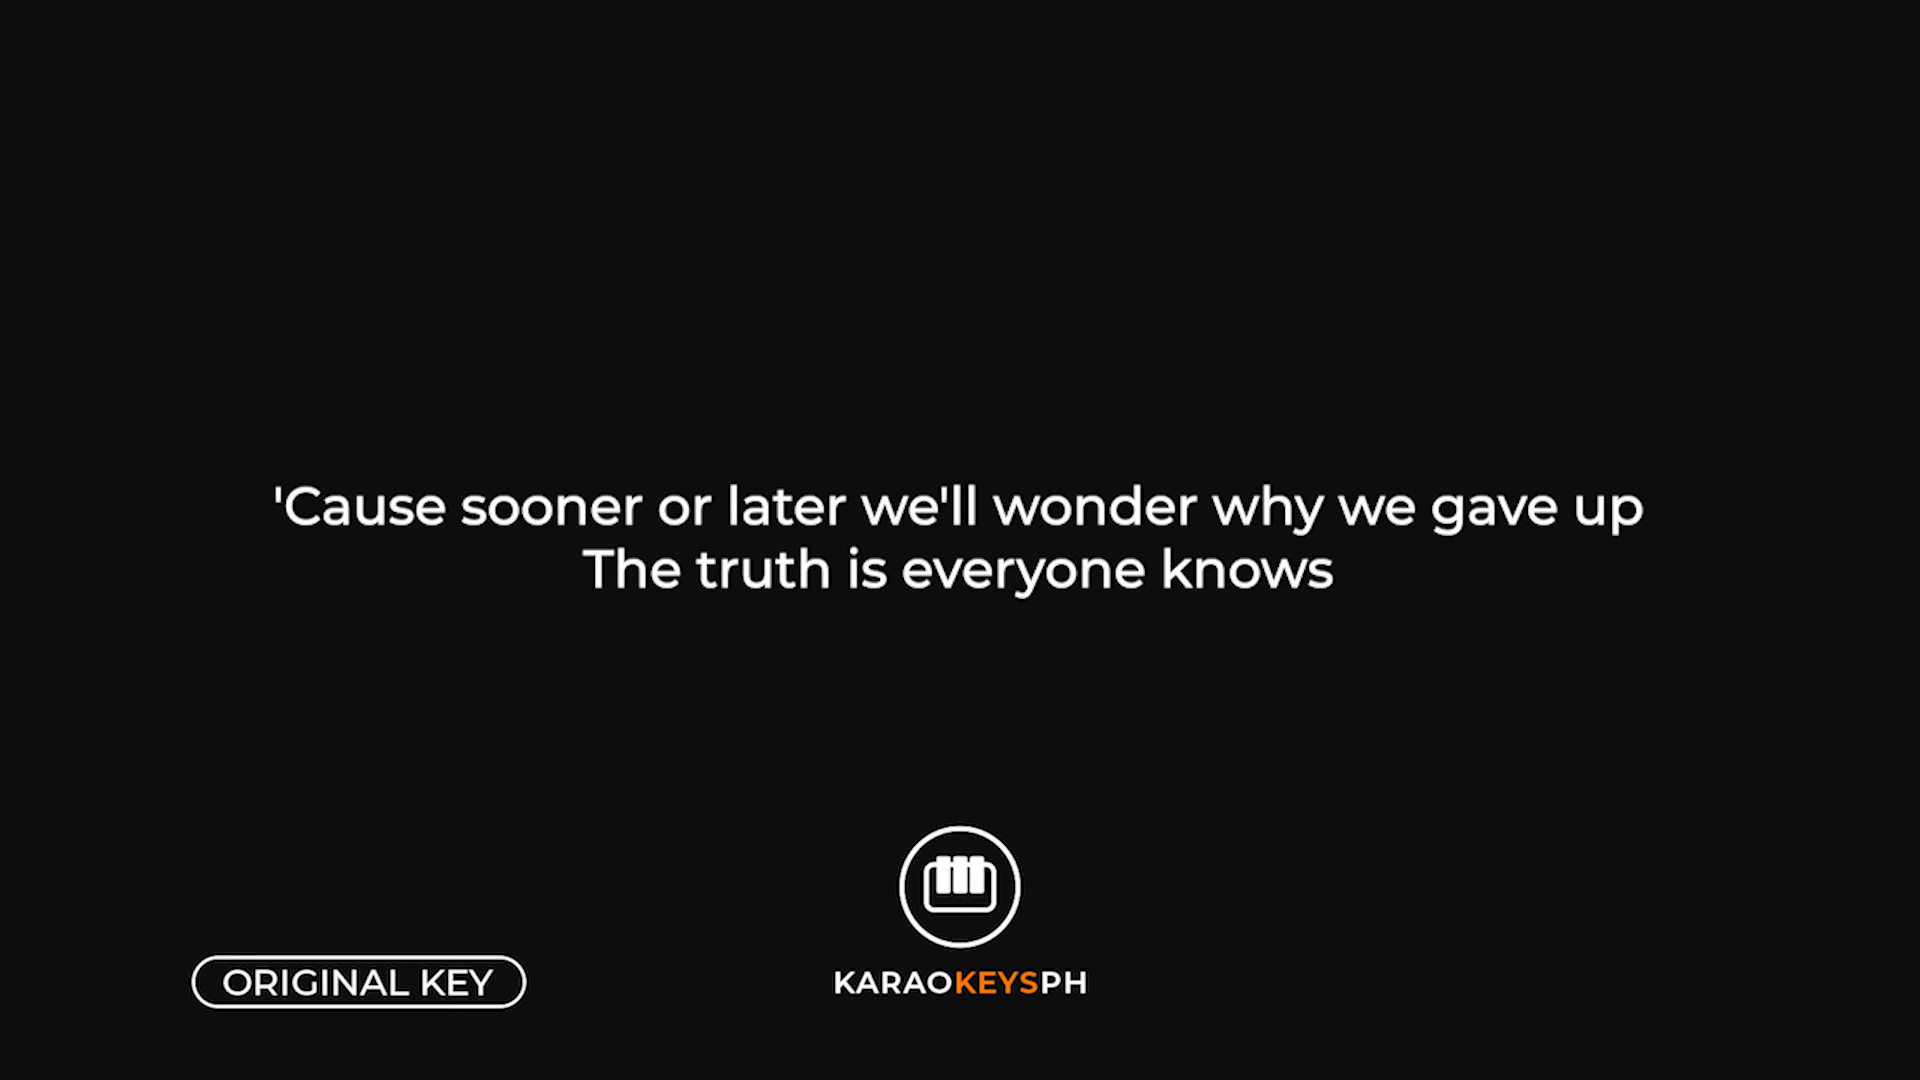 'Cause sooner or later we'll wonder why we gave up
The truth is everyone knows
ORIGINAL KEY
KARAOKEYSPH